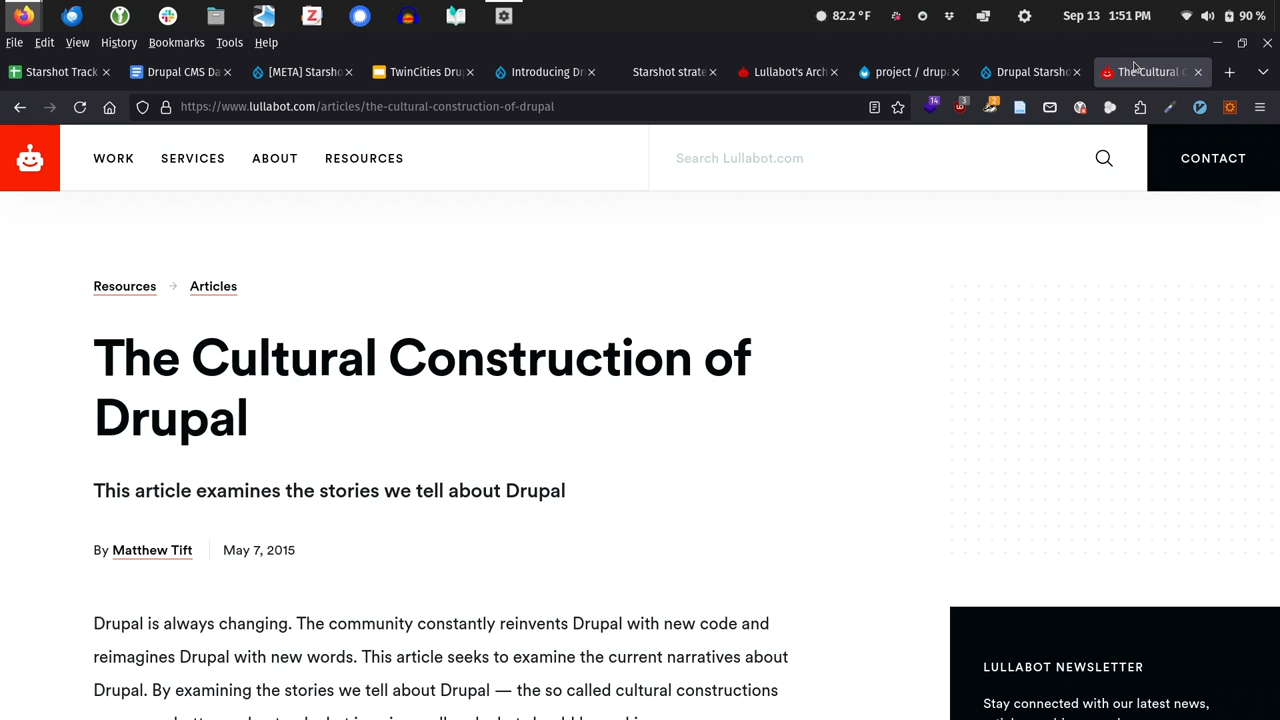 82.2 °F
Sep 13 1:51 PM
90 %
File Edit View History Bookmarks Tools Help
Starshot Track
Drupal CMS Da
[META] Starsho
TwinCities Dru
Introducing Dr
Starshot strate
Lullabot's Arch
project / drupa
Drupal Starsho
The Cultural C
https://www.lullabot.com/articles/the-cultural-construction-of-drupal
14
3
2
WORK SERVICES ABOUT RESOURCES
Search Lullabot.com
CONTACT
Resources → Articles
The Cultural Construction of
Drupal
This article examines the stories we tell about Drupal
By Matthew Tift
May 7, 2015
Drupal is always changing. The community constantly reinvents Drupal with new code and
reimagines Drupal with new words. This article seeks to examine the current narratives about
Drupal. By examining the stories we tell about Drupal — the so called cultural constructions
LULLABOT NEWSLETTER
Stay connected with our latest news,